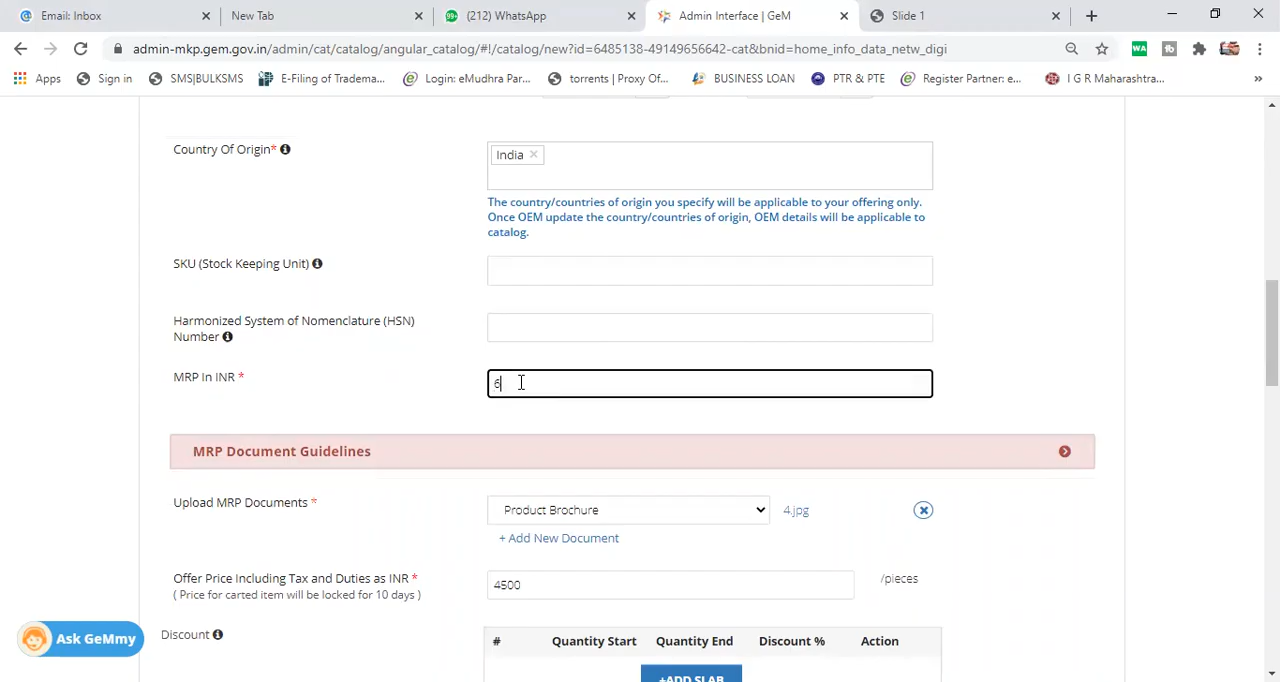 Email: Inbox
New Tab
(212) WhatsApp
Admin Interface | GeM
Slide 1
admin-mkp.gem.gov.in/admin/cat/catalog/angular_catalog/#!/catalog/new?id=6485138-49149656642-cat&bnid=home_info_data_netw_digi
Apps
Sign in
SMS|BULKSMS
E-Filing of Tradema...
Login: eMudhra Par...
torrents | Proxy Of...
BUSINESS LOAN
PTR & PTE
Register Partner: e...
I G R Maharashtra...
»
Country Of Origin*
India ×
The country/countries of origin you specify will be applicable to your offering only.
Once OEM update the country/countries of origin, OEM details will be applicable to
catalog.
SKU (Stock Keeping Unit)
Harmonized System of Nomenclature (HSN)
Number
MRP In INR *
6
MRP Document Guidelines
Upload MRP Documents *
Product Brochure
4.jpg
+ Add New Document
Offer Price Including Tax and Duties as INR *
( Price for carted item will be locked for 10 days )
4500
/pieces
Ask GeMmy
Discount
# Quantity Start Quantity End Discount % Action
+ADD SLAB